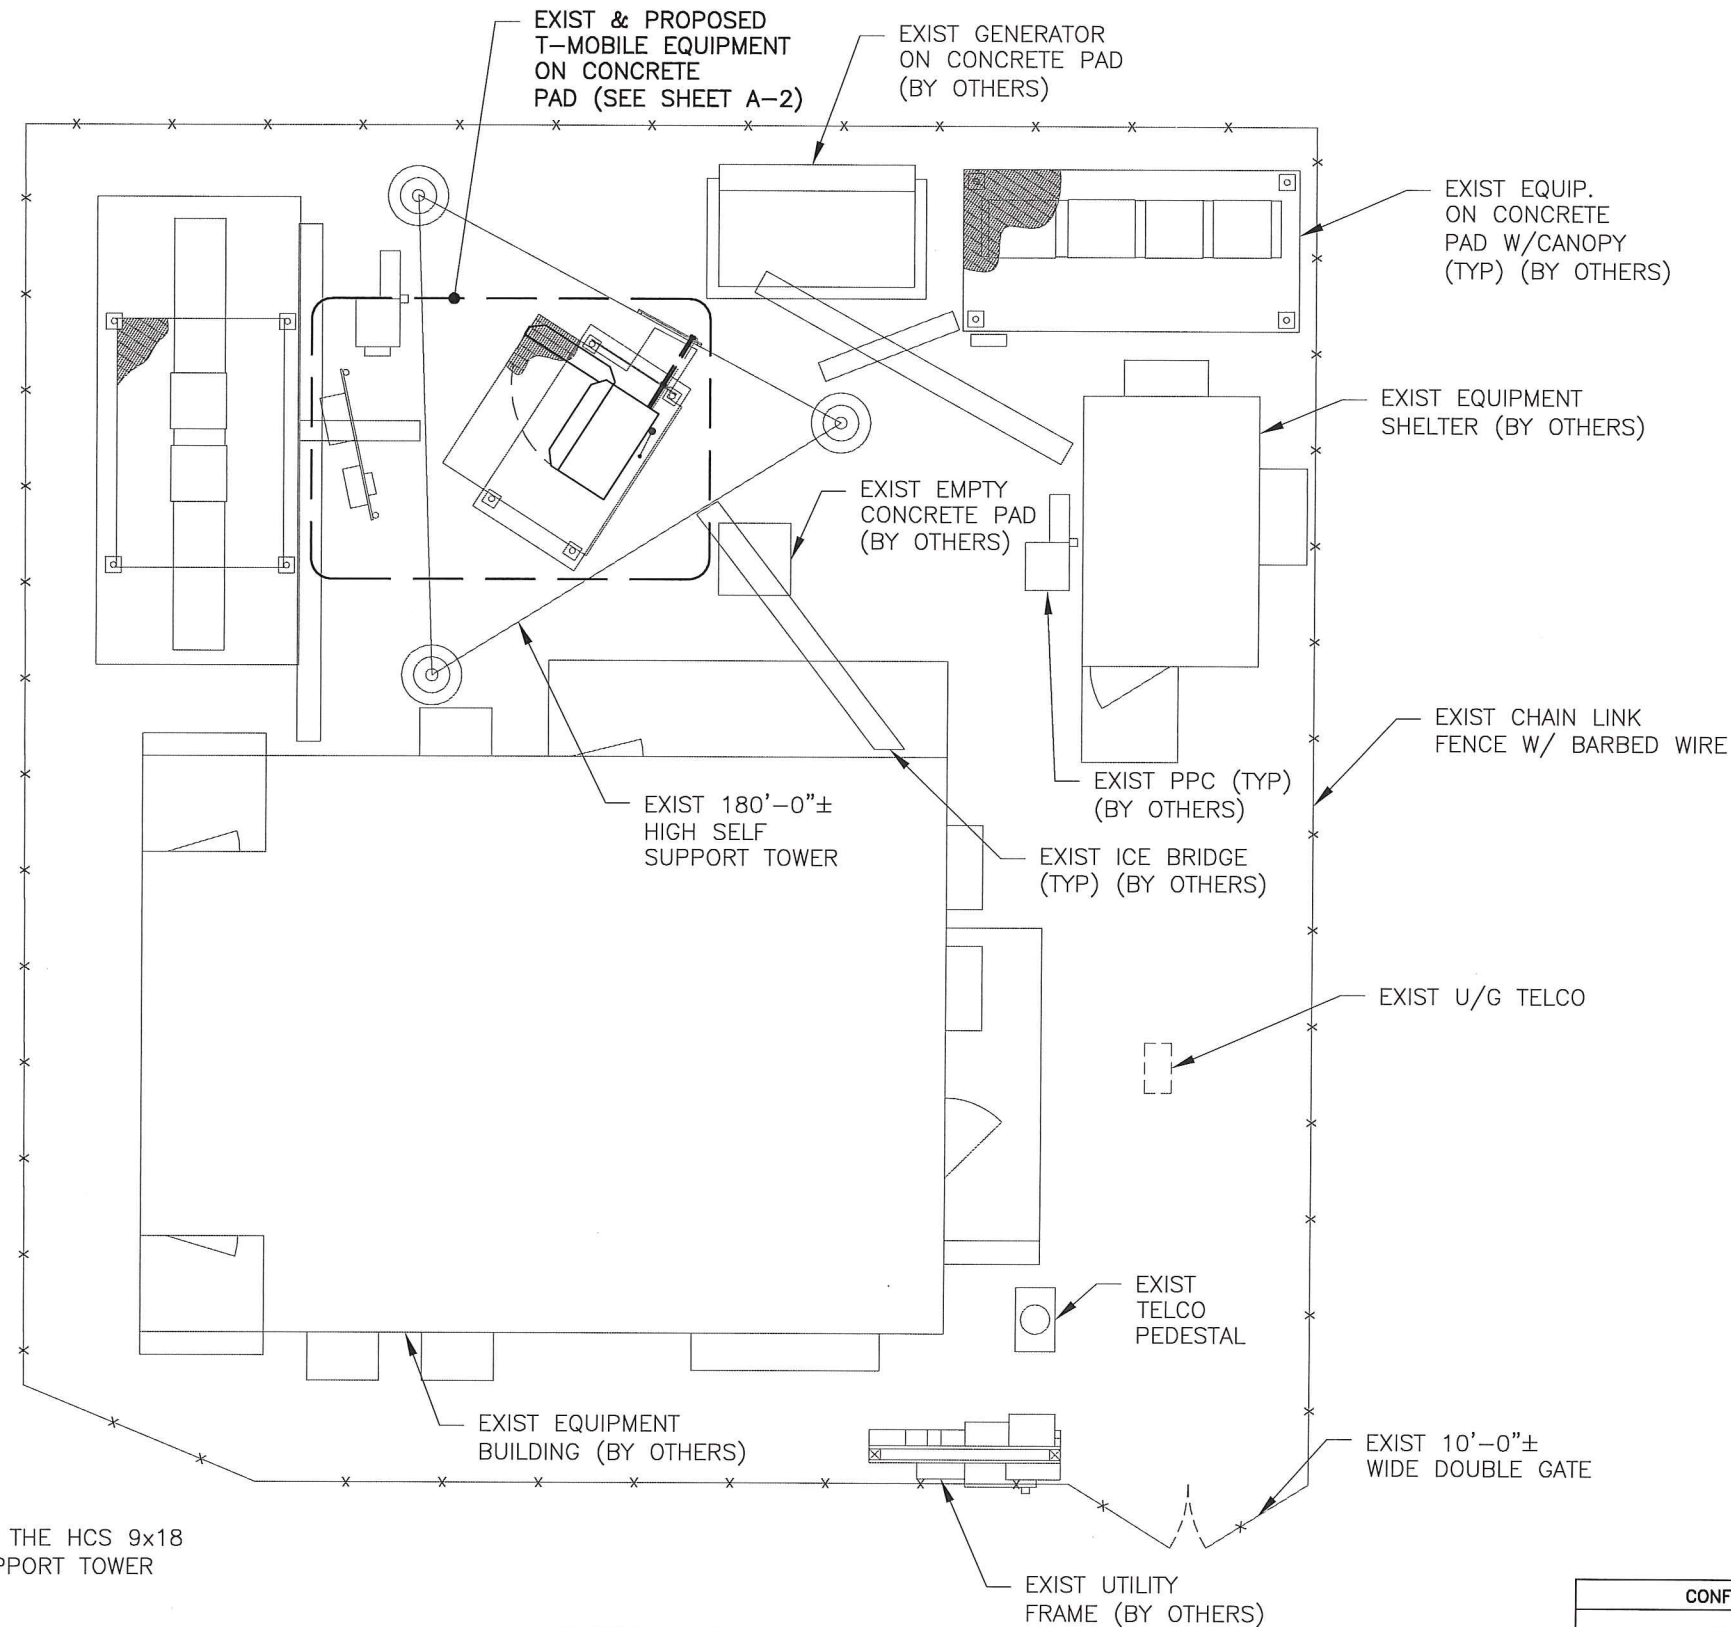 EXIST & PROPOSED
T-MOBILE EQUIPMENT
ON CONCRETE
PAD (SEE SHEET A-2)
EXIST GENERATOR
ON CONCRETE PAD
(BY OTHERS)
EXIST EQUIP.
ON CONCRETE
PAD W/CANOPY
(TYP) (BY OTHERS)
EXIST EQUIPMENT
SHELTER (BY OTHERS)
EXIST EMPTY
CONCRETE PAD
(BY OTHERS)
EXIST CHAIN LINK
FENCE W/ BARBED WIRE
EXIST PPC (TYP)
(BY OTHERS)
EXIST 180'-0"±
HIGH SELF
SUPPORT TOWER
EXIST ICE BRIDGE
(TYP) (BY OTHERS)
EXIST U/G TELCO
EXIST
TELCO
PEDESTAL
EXIST EQUIPMENT
BUILDING (BY OTHERS)
EXIST 10'-0"±
WIDE DOUBLE GATE
THE HCS 9x18
PPORT TOWER
EXIST UTILITY
FRAME (BY OTHERS)
CONF